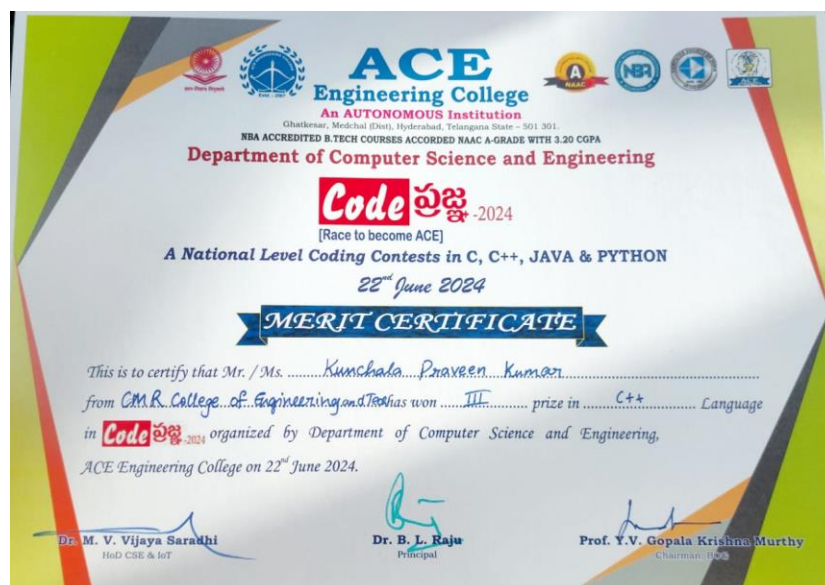 ACE
Engineering College
An AUTONOMOUS Institution
Ghatkesar, Medchal (Dist), Hyderabad, Telangana State – 501 301.
NBA ACCREDITED B.TECH COURSES ACCORDED NAAC A-GRADE WITH 3.20 CGPA
Department of Computer Science and Engineering
Code ప్రజ్ఞ -2024
[Race to become ACE]
A National Level Coding Contests in C, C++, JAVA & PYTHON
22nd June 2024
MERIT CERTIFICATE
This is to certify that Mr. / Ms. Kunchala Praveen Kumar
from CMR College of Engineering and has won III prize in C++ Language
in Code ప్రజ్ఞ -2024 organized by Department of Computer Science and Engineering,
ACE Engineering College on 22nd June 2024.
Dr. M. V. Vijaya Saradhi
HoD CSE & IoT
Dr. B. L. Raju
Principal
Prof. Y.V. Gopala Krishna Murthy
Chairman, BOG
A
NAAC
NBA
ACE